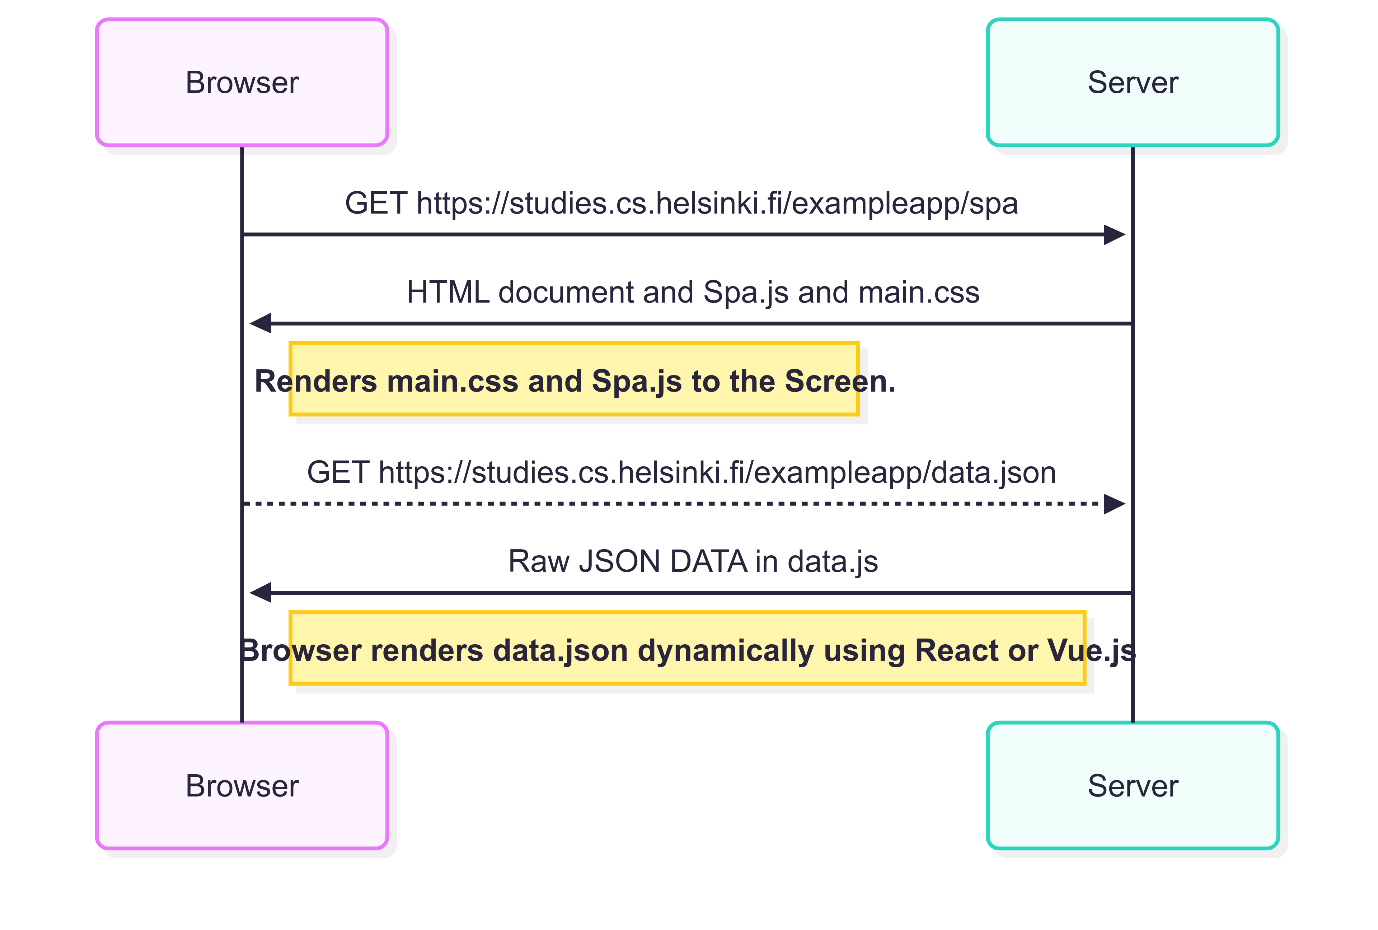 Browser
Server
GET https://studies.cs.helsinki.fi/exampleapp/spa
HTML document and Spa.js and main.css
Renders main.css and Spa.js to the Screen.
GET https://studies.cs.helsinki.fi/exampleapp/data.json
Raw JSON DATA in data.js
Browser renders data.json dynamically using React or Vue.js
Browser
Server